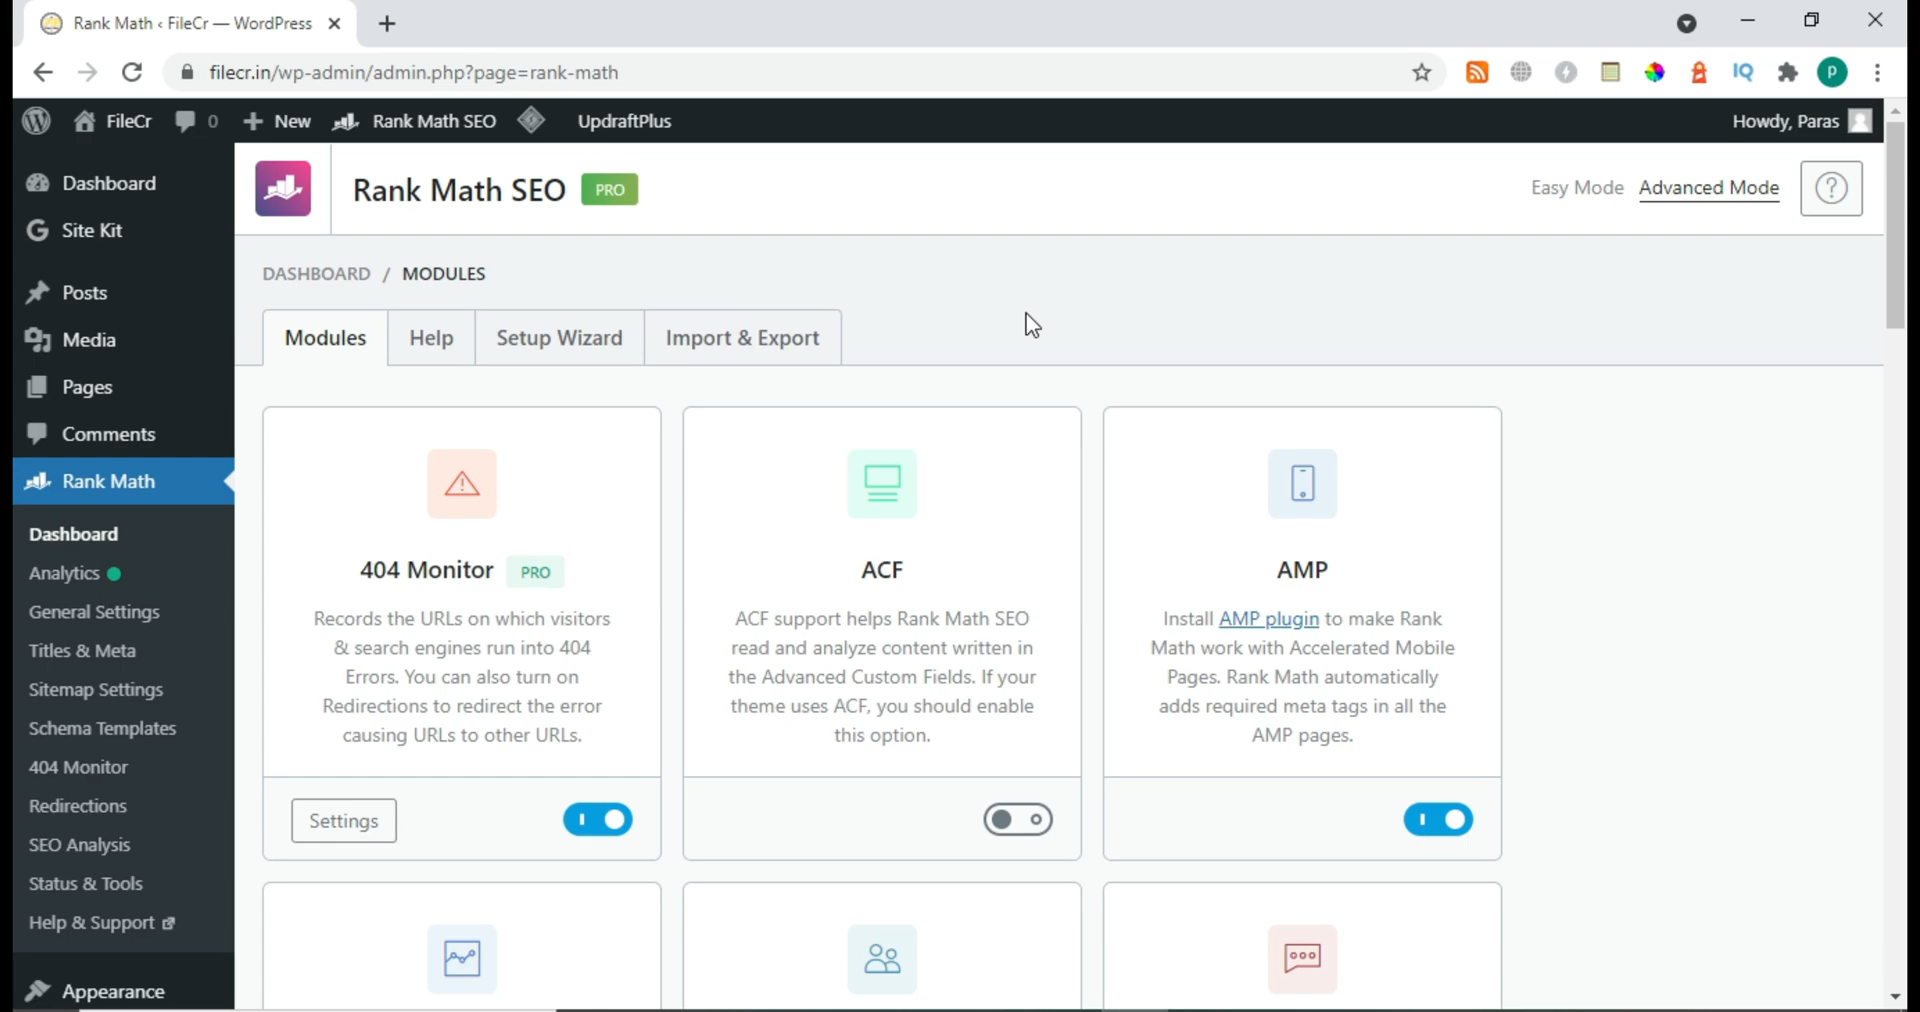 Rank Math ‹ FileCr — WordPress
filecr.in/wp-admin/admin.php?page=rank-math
IQ
P
FileCr
0
New
Rank Math SEO
UpdraftPlus
Howdy, Paras
Dashboard
Site Kit
Posts
Media
Pages
Comments
Rank Math
Dashboard
Analytics
General Settings
Titles & Meta
Sitemap Settings
Schema Templates
404 Monitor
Redirections
SEO Analysis
Status & Tools
Help & Support
Appearance
Rank Math SEO PRO
Easy Mode Advanced Mode ?
DASHBOARD / MODULES
Modules Help Setup Wizard Import & Export
404 Monitor PRO
Records the URLs on which visitors
& search engines run into 404
Errors. You can also turn on
Redirections to redirect the error
causing URLs to other URLs.
Settings
ACF
ACF support helps Rank Math SEO
read and analyze content written in
the Advanced Custom Fields. If your
theme uses ACF, you should enable
this option.
AMP
Install AMP plugin to make Rank
Math work with Accelerated Mobile
Pages. Rank Math automatically
adds required meta tags in all the
AMP pages.